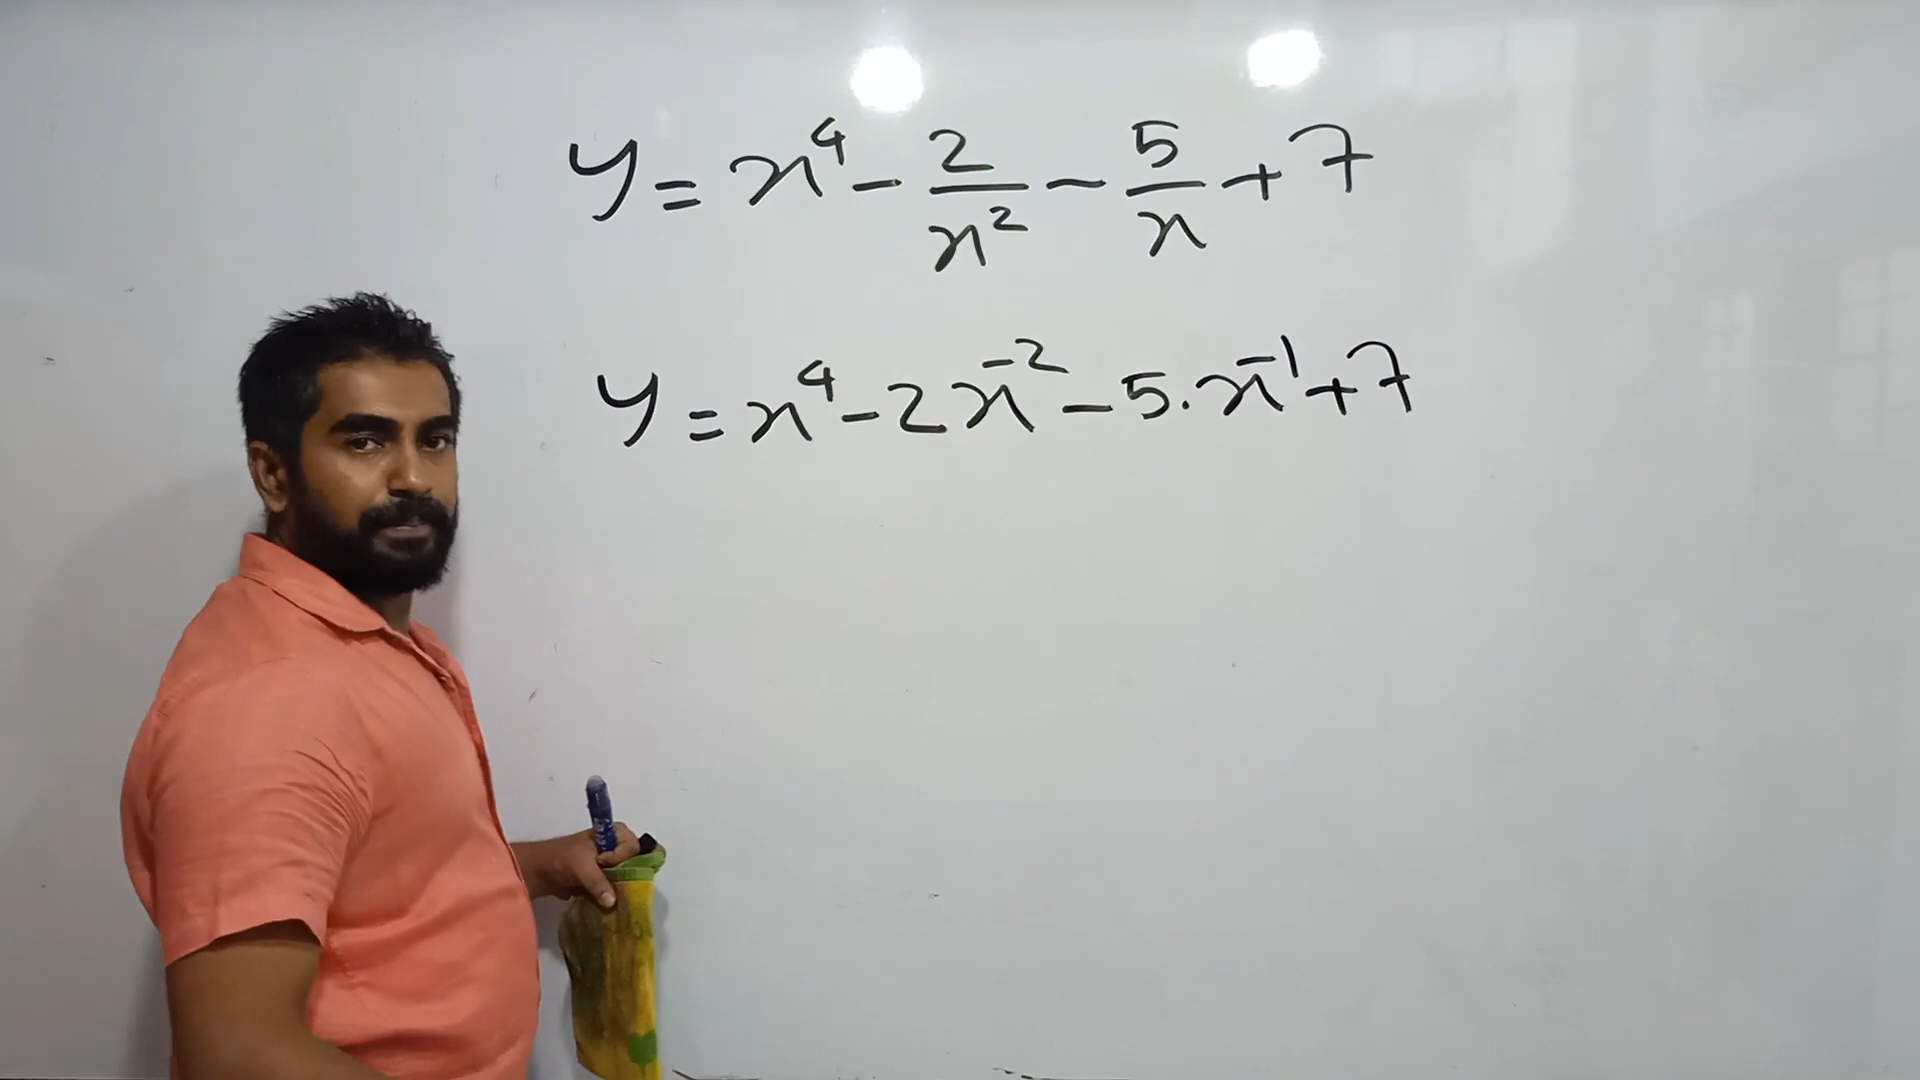 y = x⁴ - 2/x² - 5/x + 7
y = x⁴ - 2x⁻² - 5.x⁻¹ + 7